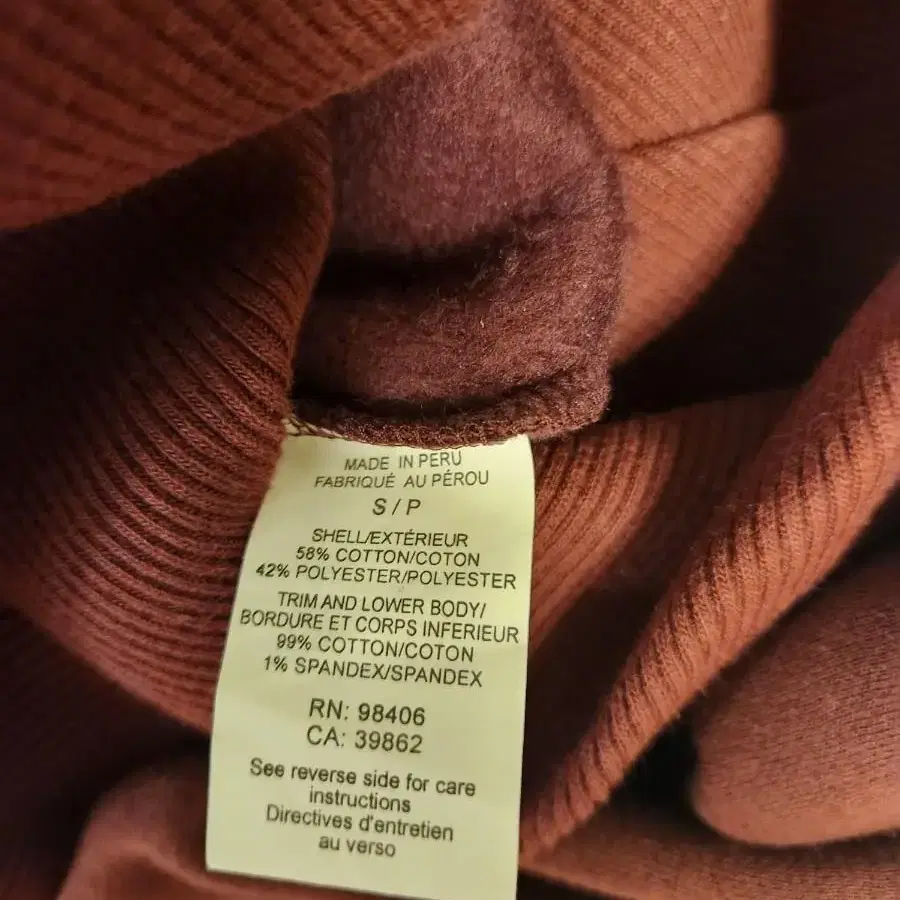 MADE IN PERU
FABRIQUÉ AU PÉROU
S / P
SHELL/EXTÉRIEUR
58% COTTON/COTON
42% POLYESTER/POLYESTER
TRIM AND LOWER BODY/
BORDURE ET CORPS INFERIEUR
99% COTTON/COTON
1% SPANDEX/SPANDEX
RN: 98406
CA: 39862
See reverse side for care
instructions
Directives d'entretien
au verso